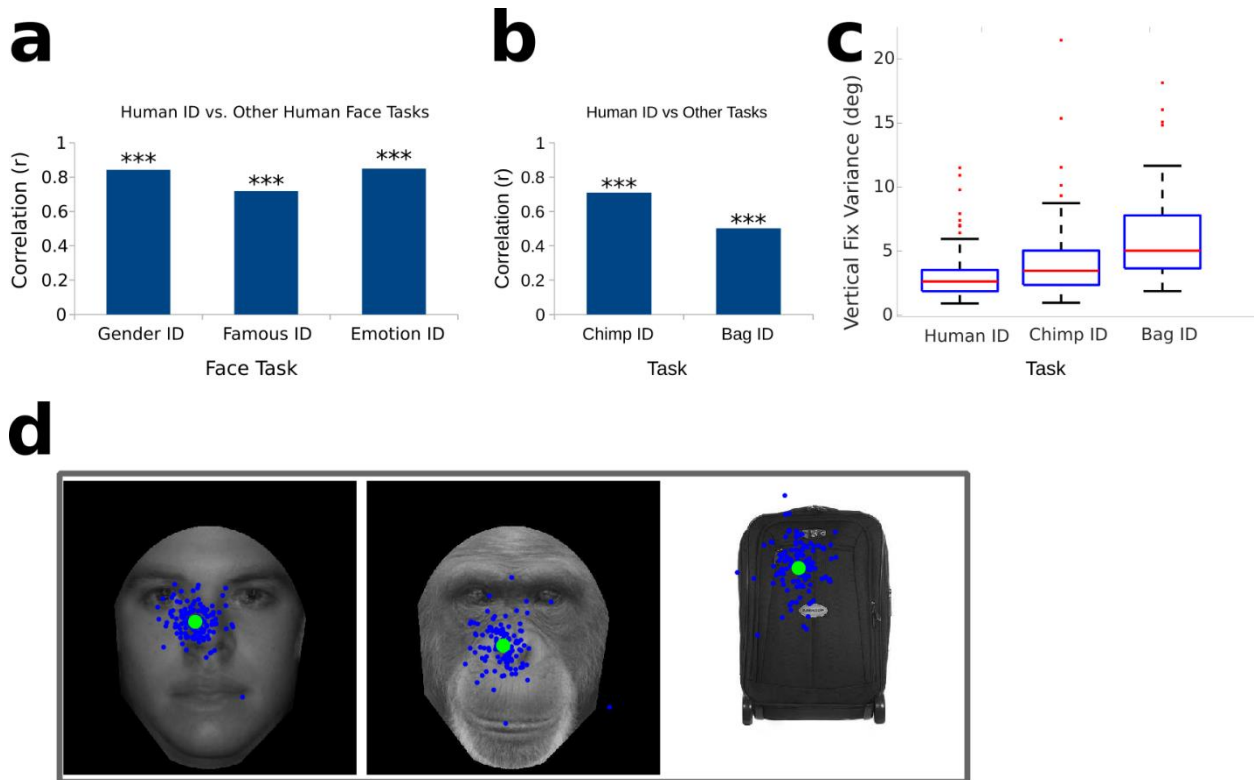 a
Human ID vs. Other Human Face Tasks
Correlation (r)
1
0.8
0.6
0.4
0.2
0
***
***
***
Gender ID
Famous ID
Emotion ID
Face Task
b
Human ID vs Other Tasks
Correlation (r)
1
0.8
0.6
0.4
0.2
0
***
***
Chimp ID
Bag ID
Task
c
Vertical Fix Variance (deg)
20
15
10
5
0
Human ID
Chimp ID
Bag ID
Task
d